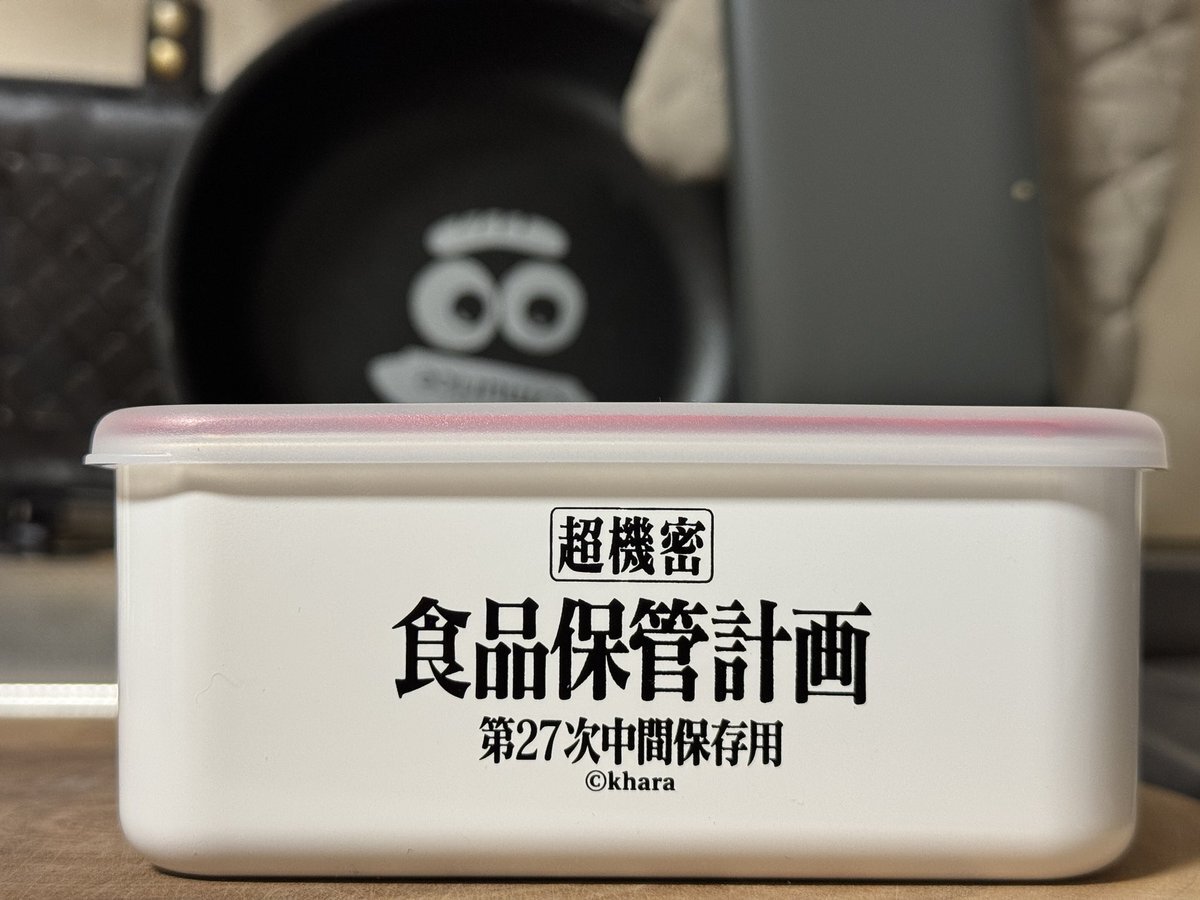 超機密
食品保管計画
第27次中間保存用
©khara